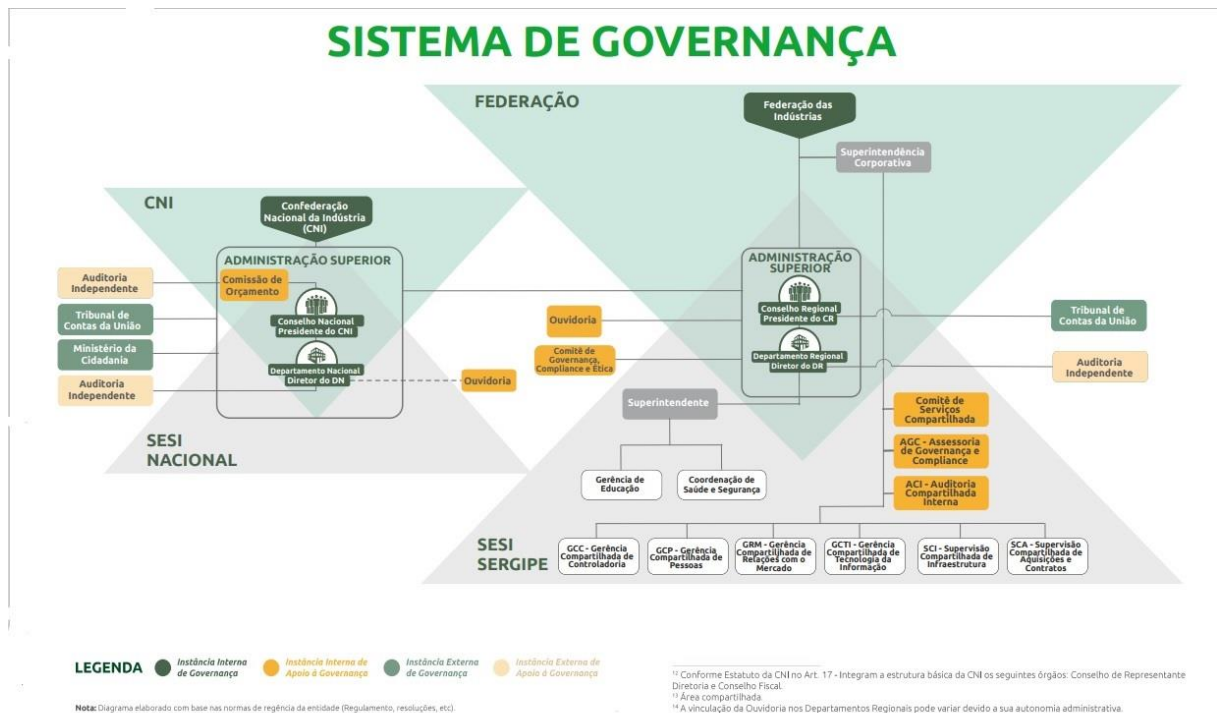 SISTEMA DE GOVERNANÇA
FEDERAÇÃO
Federação das
Indústrias
Superintendência
Corporativa
CNI
Confederação
Nacional da Indústria
(CNI)
ADMINISTRAÇÃO SUPERIOR
Comissão de
Orçamento
Conselho Nacional
Presidente do CNI
Departamento Nacional
Diretor do DN
Auditoria
Independente
Tribunal de
Contas da União
Ministério da
Cidadania
Auditoria
Independente
Ouvidoria
SESI
NACIONAL
ADMINISTRAÇÃO
SUPERIOR
Conselho Regional
Presidente do CR
Departamento Regional
Diretor do DR
Ouvidoria
Comitê de
Governança,
Compliance e Ética
Tribunal de
Contas da União
Auditoria
Independente
Superintendente
Gerência de
Educação
Coordenação de
Saúde e Segurança
Comitê de
Serviços
Compartilhada
AGC - Assessoria
de Governança e
Compliance
ACI - Auditoria
Compartilhada
Interna
SESI
SERGIPE
GCC - Gerência
Compartilhada de
Controladoria
GCP - Gerência
Compartilhada de
Pessoas
GRM - Gerência
Compartiljhada de
Relações com o
Mercado
GCTI - Gerência
Compartilhada de
Tecnologia da
Informação
SCI - Supervisão
Compartilhada de
Infraestrutura
SCA - Supervisão
Compartilhada de
Aquisições e
Contratos
LEGENDA
Instância Interna
de Governança
Instância Interna de
Apoio à Governança
Instância Externa
de Governança
Instância Externa de
Apoio à Governança
Nota: Diagrama elaborado com base nas normas de regência da entidade (Regulamento, resoluções, etc).
12 Conforme Estatuto da CNI no Art. 17 - Integram a estrutura básica da CNI os seguintes órgãos: Conselho de Representante
Diretoria e Conselho Fiscal
13 Área compartilhada.
14 A vinculação da Ouvidoria nos Departamentos Regionais pode variar devido a sua autonomia administrativa.